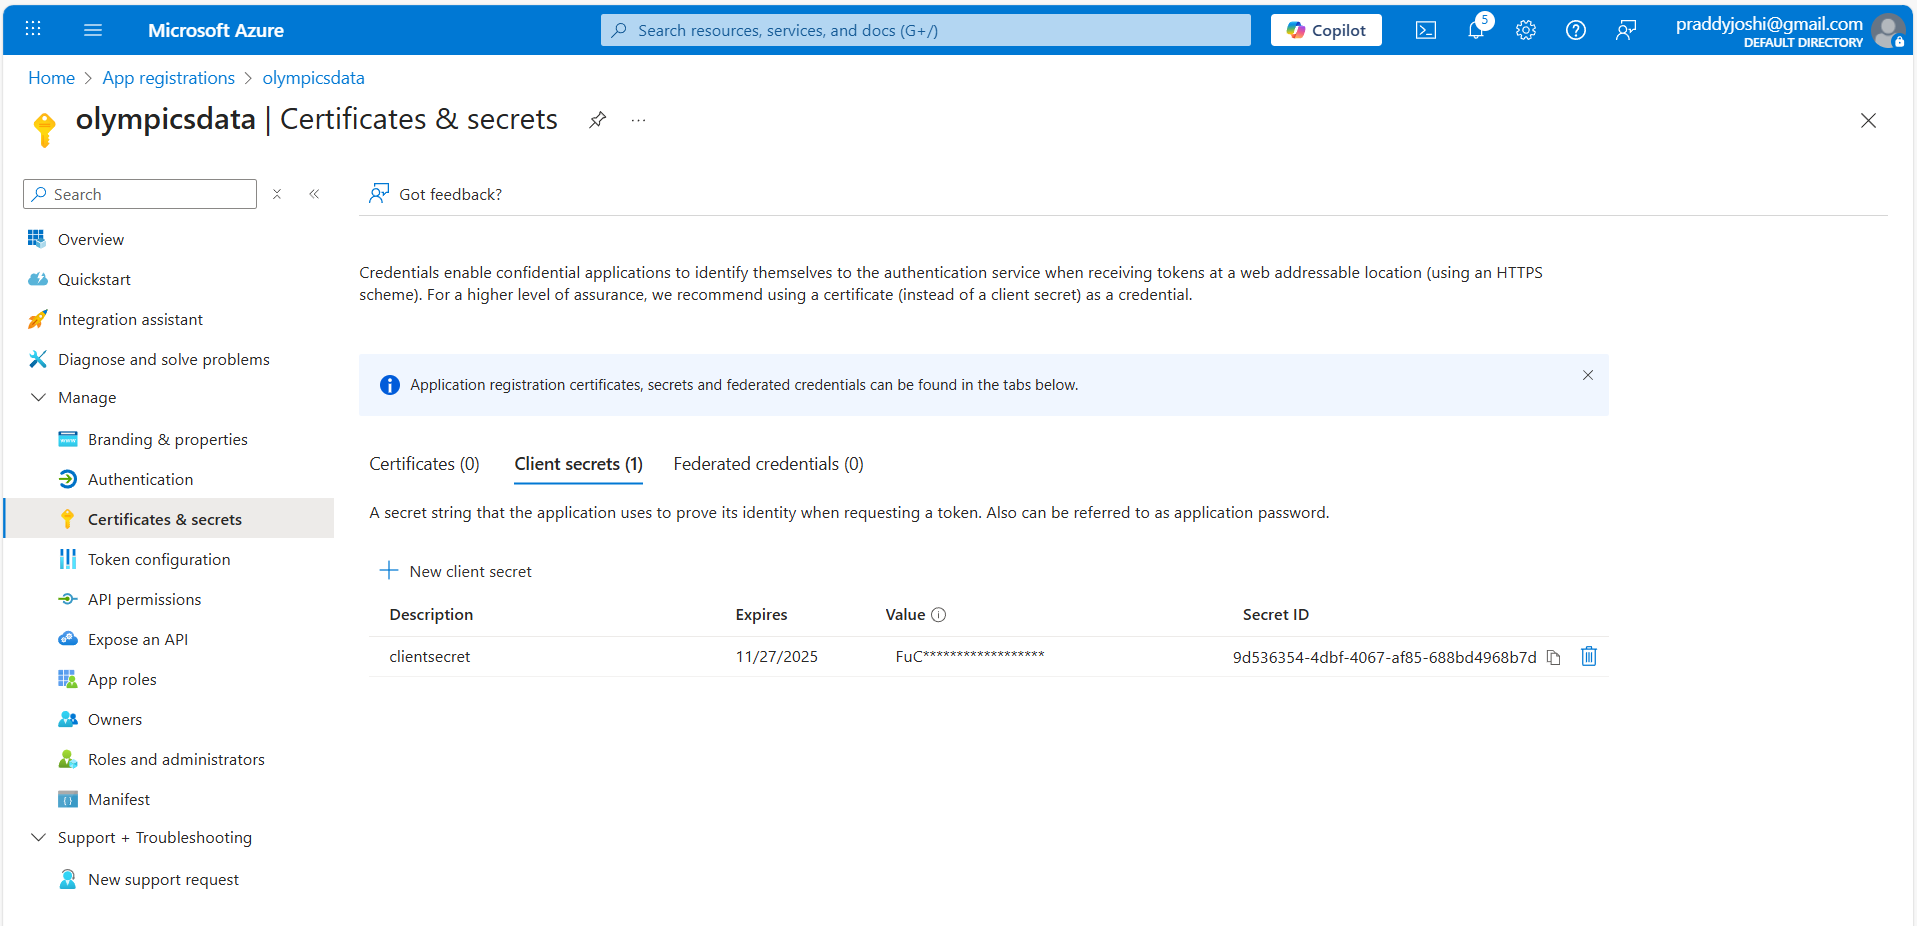 Microsoft Azure
Search resources, services, and docs (G+/)
Copilot
5
praddyjoshi@gmail.com
DEFAULT DIRECTORY
Home > App registrations > olympicsdata
olympicsdata | Certificates & secrets
Search
Got feedback?
Overview
Quickstart
Integration assistant
Diagnose and solve problems
Manage
Branding & properties
Authentication
Certificates & secrets
Token configuration
API permissions
Expose an API
App roles
Owners
Roles and administrators
Manifest
Support + Troubleshooting
New support request
Credentials enable confidential applications to identify themselves to the authentication service when receiving tokens at a web addressable location (using an HTTPS
scheme). For a higher level of assurance, we recommend using a certificate (instead of a client secret) as a credential.
Application registration certificates, secrets and federated credentials can be found in the tabs below.
Certificates (0) Client secrets (1) Federated credentials (0)
A secret string that the application uses to prove its identity when requesting a token. Also can be referred to as application password.
New client secret
Description Expires Value Secret ID
clientsecret 11/27/2025 FuC****************** 9d536354-4dbf-4067-af85-688bd4968b7d